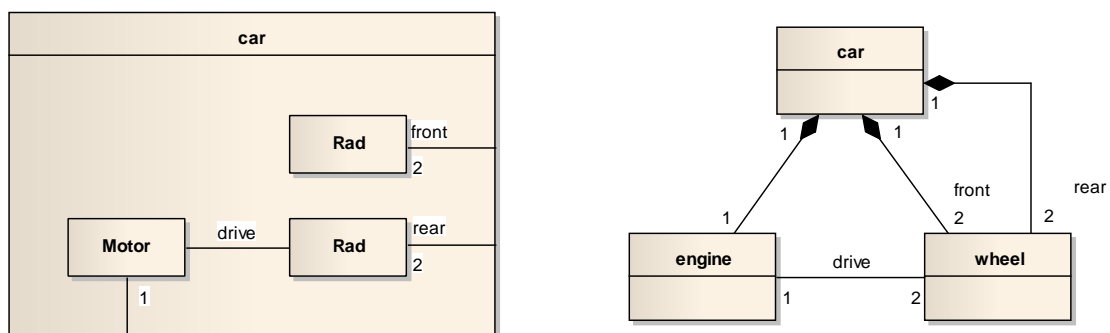 car
Rad
front
2
Motor
drive
Rad
rear
2
1
car
1
1
1
front
rear
1
2
2
engine
drive
wheel
1
2